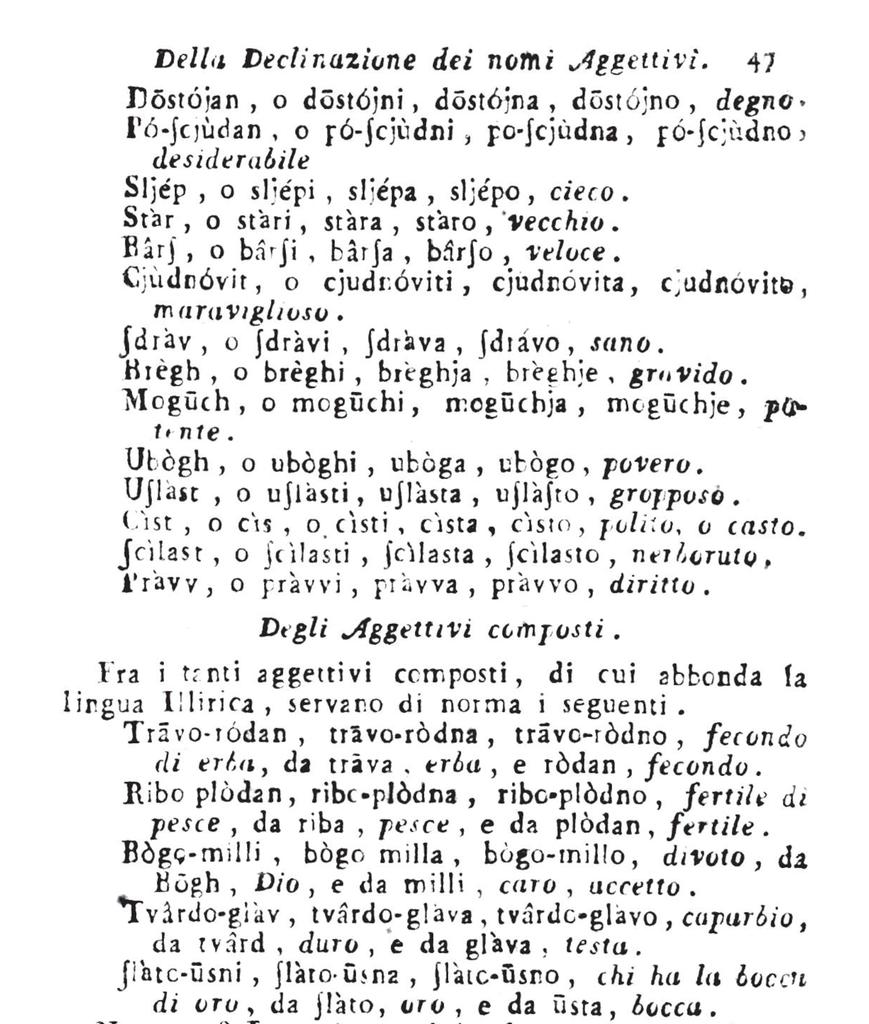 Della Declinazione dei nomi Aggettivi. 47
Dōstójan, o dōstójni, dōstójna, dōstójno, degno.
Pó-ſcjùdan, o pó-ſcjùdni, po-ſcjùdna, pó-ſcjùdno,
desiderabile
Sljép, o sljépi, sljépa, sljépo, cieco.
Stàr, o stàri, stàra, stàro, vecchio.
Bârſ, o bârſi, bârſa, bârſo, veloce.
Cjùdnóvit, o cjudnóviti, cjudnóvita, cjudnóvito,
maraviglioso.
ſdràv, o ſdràvi, ſdràva, ſdrávo, sano.
Brègh, o brèghi, brèghja, brèghje, gravido.
Mogūch, o mogūchi, mogūchja, mogūchje, po-
tente.
Ubògh, o ubòghi, ubòga, ubògo, povero.
Uſlàst, o uſlàsti, uſlàsta, uſlàſto, gropposo.
Cìst, o cìs, o cìsti, cìsta, cìsto, polito, o casto.
ſcìlast, o ſcìlasti, ſcìlasta, ſcìlasto, nerboruto.
Pràvv, o pràvvi, pràvva, pràvvo, diritto.
Degli Aggettivi composti.
Fra i tanti aggettivi composti, di cui abbonda la
lingua Illirica, servano di norma i seguenti.
Trāvo-ródan, trāvo-ròdna, trāvo-ròdno, fecondo
di erba, da trāva, erba, e ròdan, fecondo.
Ribo plòdan, ribo-plòdna, ribo-plòdno, fertile di
pesce, da riba, pesce, e da plòdan, fertile.
Bògo-milli, bògo milla, bògo-millo, divoto, da
Bōgh, Dio, e da milli, caro, accetto.
Tvârdo-glàv, tvârdo-glàva, tvârdo-glàvo, caparbio,
da tvârd, duro, e da glàva, testa.
ſlàto-ūsni, ſlàto-ūsna, ſlàto-ūsno, chi ha la bocca
di oro, da ſlàto, oro, e da ūsta, bocca.